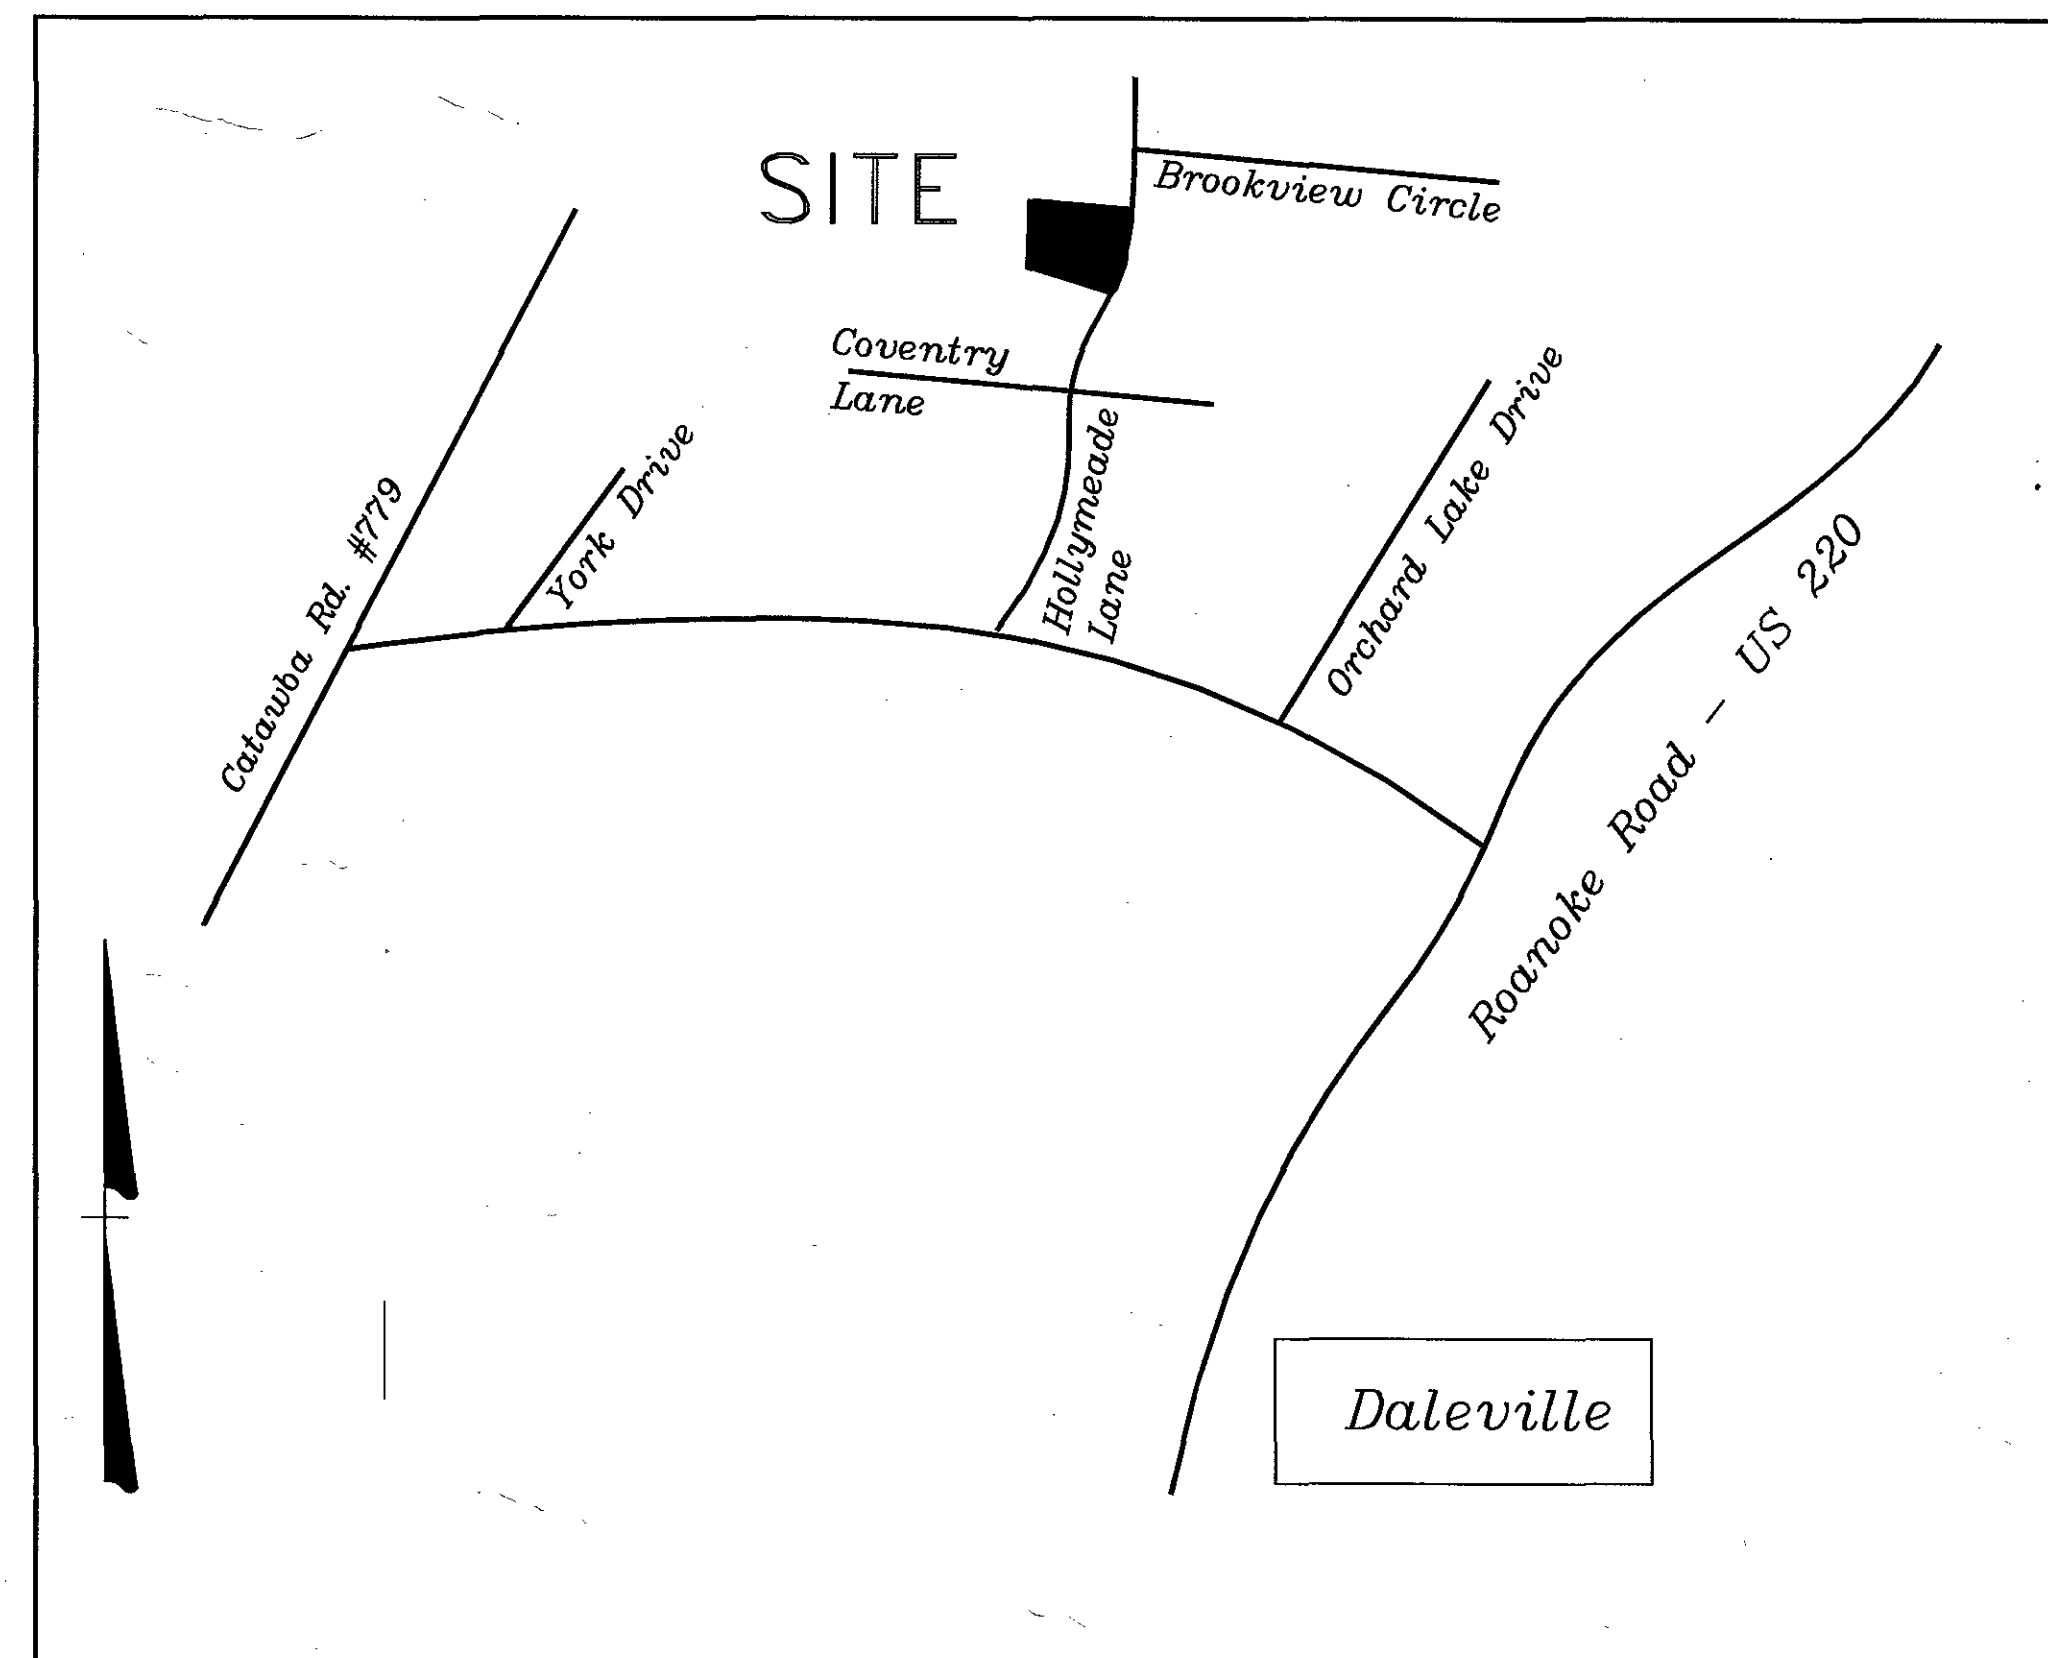 SITE
Brookview Circle
Coventry
Lane
Hollymeade
Lane
York Drive
Catawba Rd. #779
Orchard Lake Drive
Roanoke Road – US 220
Daleville